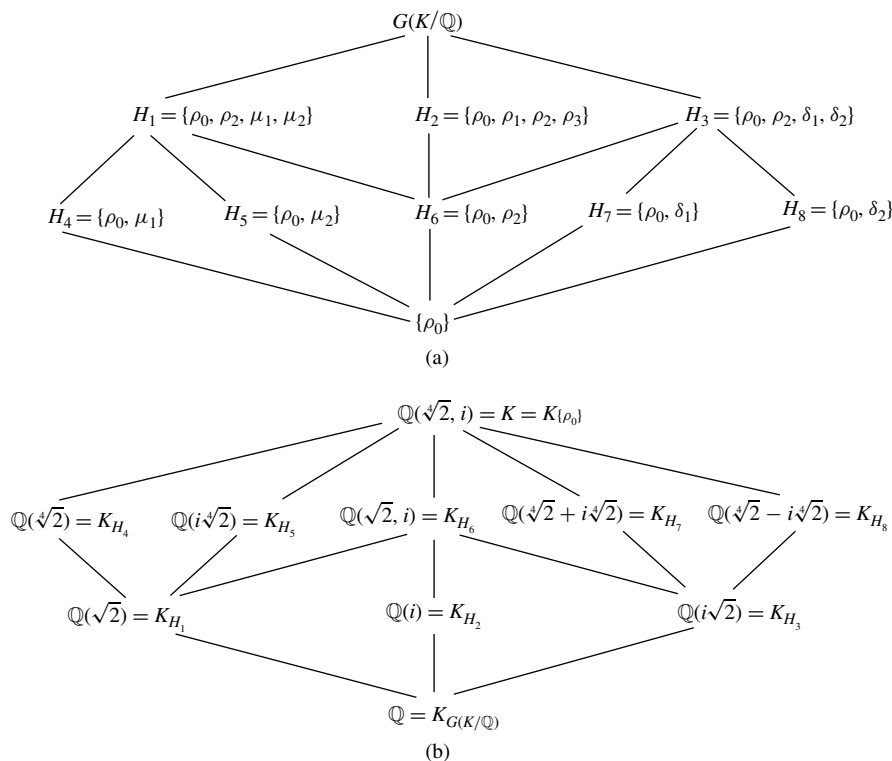 G(K/ℚ)
H₁ = {ρ₀, ρ₂, μ₁, μ₂} H₂ = {ρ₀, ρ₁, ρ₂, ρ₃} H₃ = {ρ₀, ρ₂, δ₁, δ₂}
H₄ = {ρ₀, μ₁} H₅ = {ρ₀, μ₂} H₆ = {ρ₀, ρ₂} H₇ = {ρ₀, δ₁} H₈ = {ρ₀, δ₂}
{ρ₀}
(a)
ℚ(∜2, i) = K = K_{ρ₀}
ℚ(∜2) = K_{H₄} ℚ(i∜2) = K_{H₅} ℚ(√2, i) = K_{H₆} ℚ(∜2 + i∜2) = K_{H₇} ℚ(∜2 − i∜2) = K_{H₈}
ℚ(√2) = K_{H₁} ℚ(i) = K_{H₂} ℚ(i√2) = K_{H₃}
ℚ = K_{G(K/ℚ)}
(b)